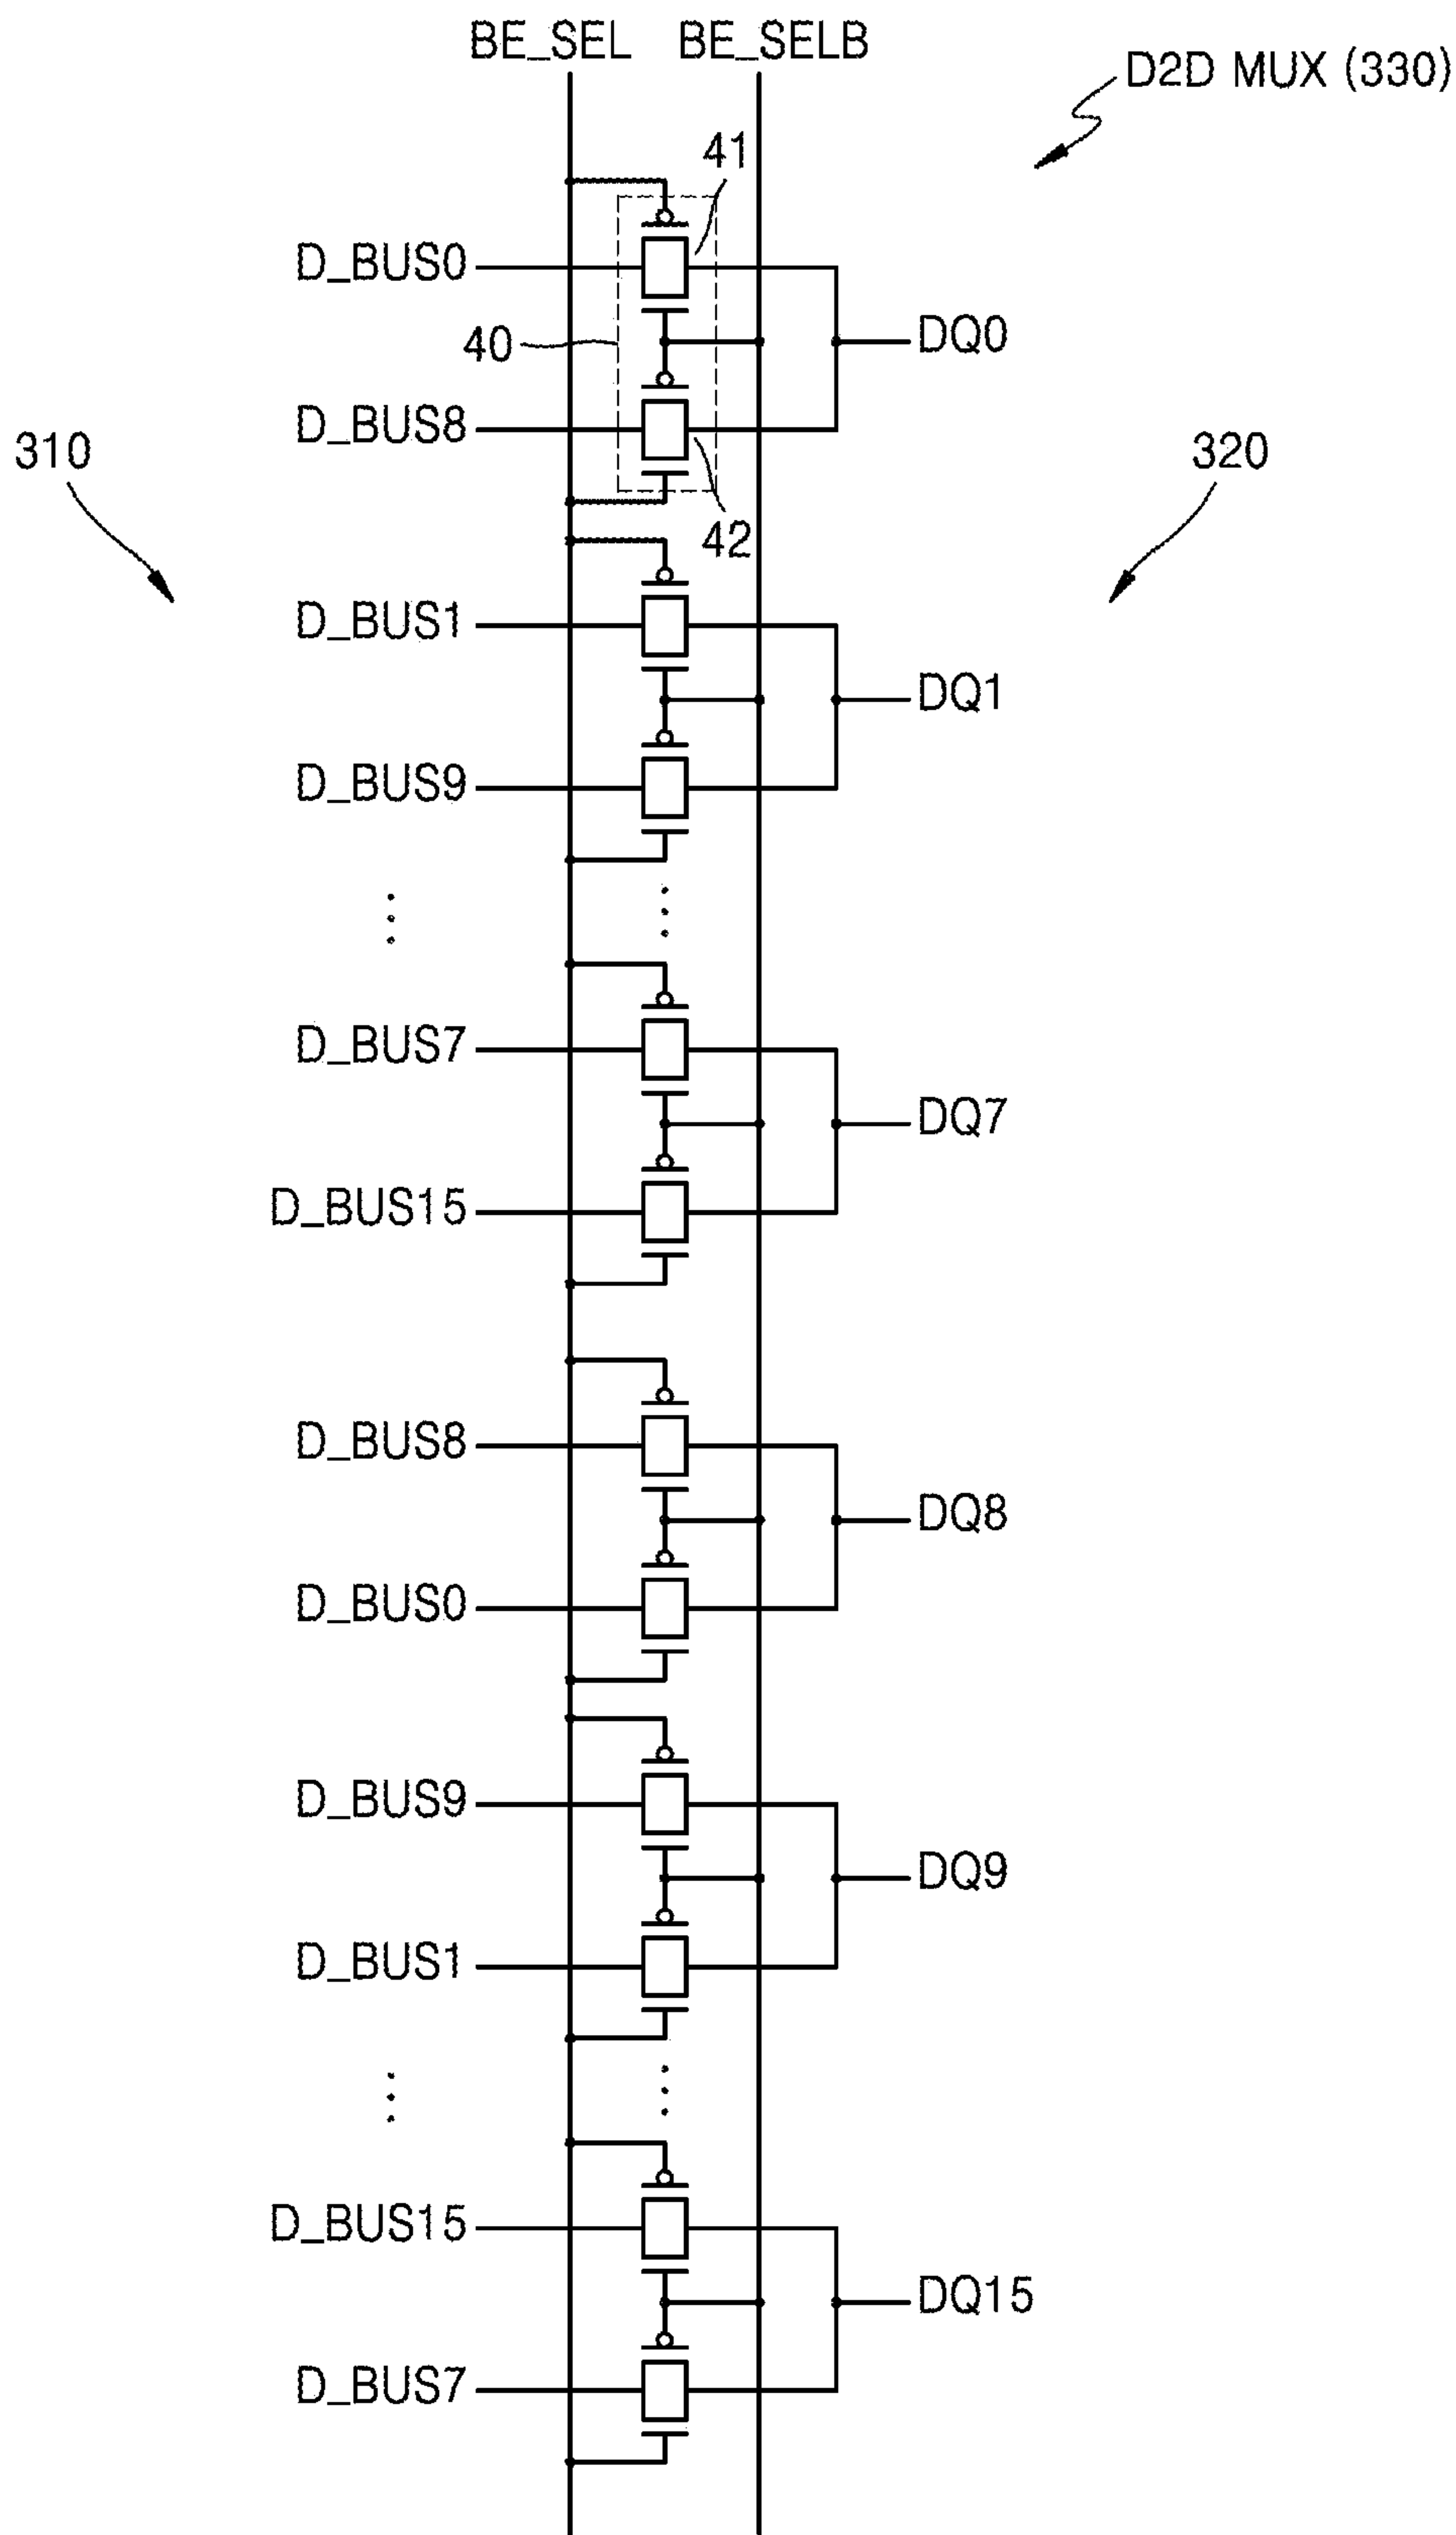 BE_SEL BE_SELB
D2D MUX (330)
41
D_BUS0
40
DQ0
D_BUS8
310
320
42
D_BUS1
DQ1
D_BUS9
D_BUS7
DQ7
D_BUS15
D_BUS8
DQ8
D_BUS0
D_BUS9
DQ9
D_BUS1
D_BUS15
DQ15
D_BUS7